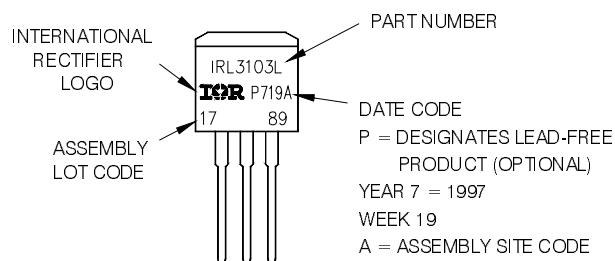 PART NUMBER
INTERNATIONAL
RECTIFIER
LOGO
IRL3103L
IOR P719A
17 89
ASSEMBLY
LOT CODE
DATE CODE
P = DESIGNATES LEAD-FREE
PRODUCT (OPTIONAL)
YEAR 7 = 1997
WEEK 19
A = ASSEMBLY SITE CODE